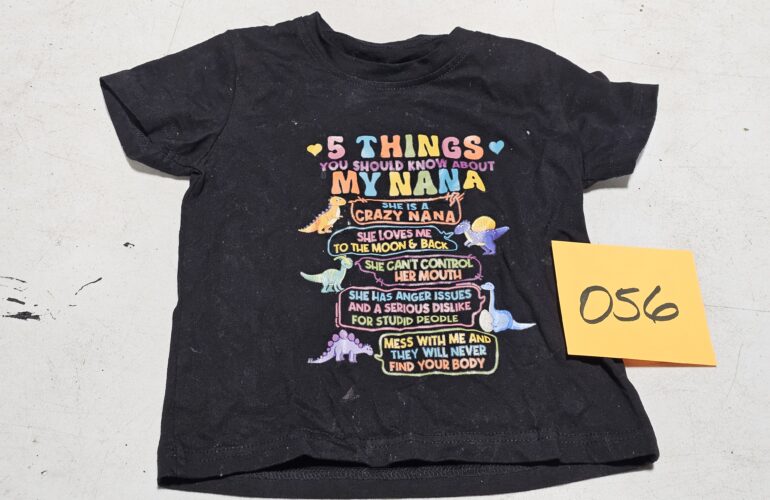 5 THINGS
YOU SHOULD KNOW ABOUT
MY NANA
SHE IS A
CRAZY NANA
SHE LOVES ME
TO THE MOON & BACK
SHE CAN'T CONTROL
HER MOUTH
SHE HAS ANGER ISSUES
AND A SERIOUS DISLIKE
FOR STUPID PEOPLE
MESS WITH ME AND
THEY WILL NEVER
FIND YOUR BODY
056